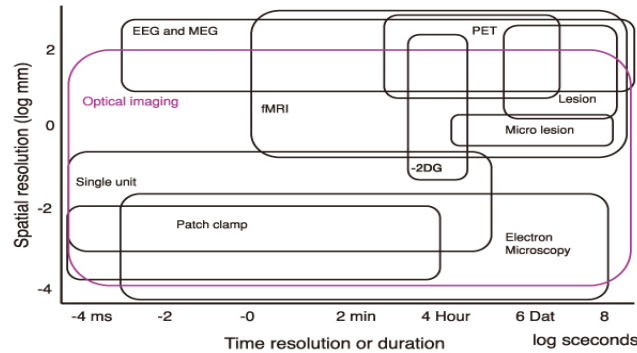 EEG and MEG
PET
2
Optical imaging
Lesion
fMRI
0
Micro lesion
-2DG
Single unit
-2
Patch clamp
Electron
Microscopy
-4
Spatial resolution (log mm)
-4 ms -2 -0 2 min 4 Hour 6 Dat 8
Time resolution or duration
log sceconds